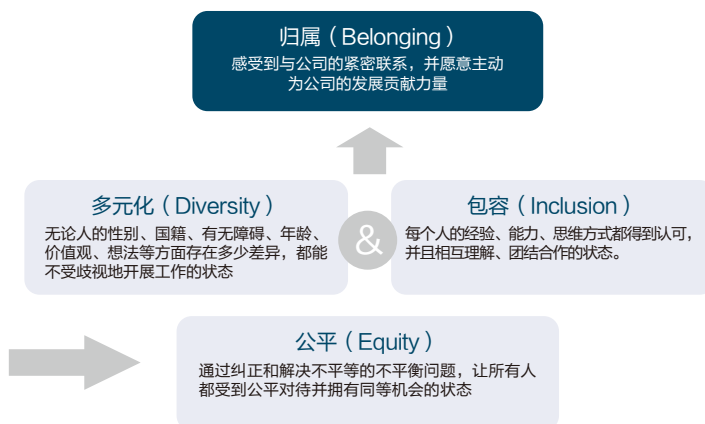 归属（Belonging）
感受到与公司的紧密联系，并愿意主动
为公司的发展贡献力量
多元化（Diversity）
无论人的性别、国籍、有无障碍、年龄、
价值观、想法等方面存在多少差异，都能
不受歧视地开展工作的状态
&
包容（Inclusion）
每个人的经验、能力、思维方式都得到认可，
并且相互理解、团结合作的状态。
公平（Equity）
通过纠正和解决不平等的不平衡问题，让所有人
都受到公平对待并拥有同等机会的状态